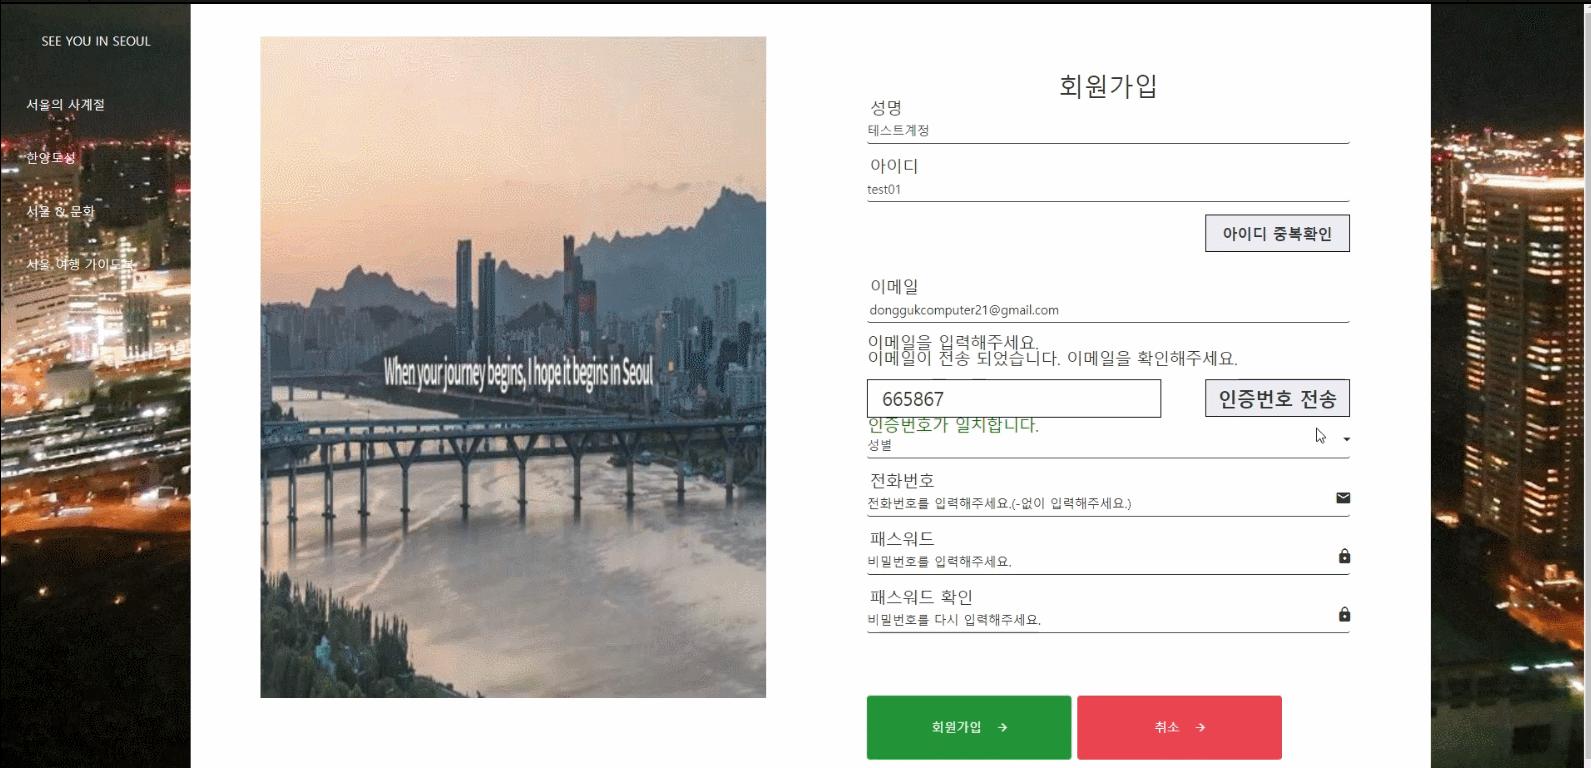 SEE YOU IN SEOUL
서울의 사계절
한양도성
서울 & 문화
서울 여행 가이드북
When your journey begins, I hope it begins in Seoul
회원가입
성명
테스트계정
아이디
test01
아이디 중복확인
이메일
donggukcomputer21@gmail.com
이메일을 입력해주세요.
이메일이 전송 되었습니다. 이메일을 확인해주세요.
665867
인증번호 전송
인증번호가 일치합니다.
성별
전화번호
전화번호를 입력해주세요.(-없이 입력해주세요.)
패스워드
비밀번호를 입력해주세요.
패스워드 확인
비밀번호를 다시 입력해주세요.
회원가입
취소